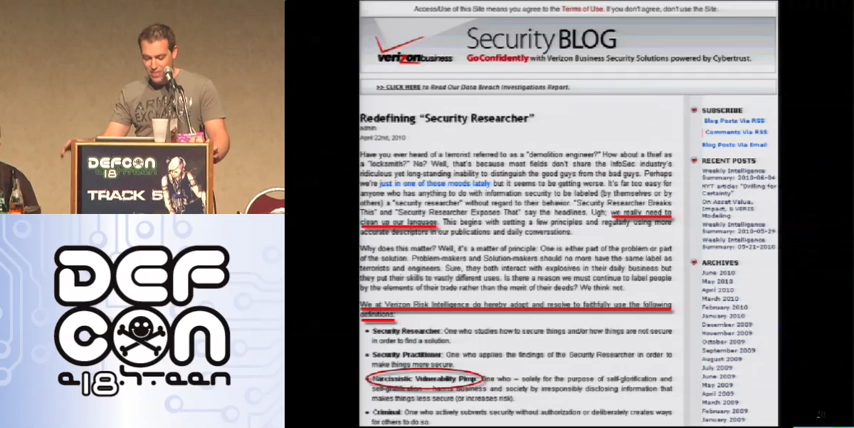 Access/Use of this Site means you agree to the Terms of Use. If you don't agree, don't use the Site.
verizonbusiness
Security BLOG
GoConfidently with Verizon Business Security Solutions powered by Cybertrust.
>> CLICK HERE to Read Our Data Breach Investigations Report.
Redefining "Security Researcher"
admin
April 22nd, 2010
Have you ever heard of a terrorist referred to as a "demolition engineer?" How about a thief as
a "locksmith?" No? Well, that's because most fields don't share the InfoSec industry's
ridiculous yet long-standing inability to distinguish the good guys from the bad guys. Perhaps
we're just in one of these moods lately but it seems to be getting worse. It's far too easy for
anyone who has anything to do with information security to be labeled (by themselves or by
others) a "security researcher" without regard to their behavior. "Security Researcher Breaks
This" and "Security Researcher Exposes That" say the headlines. Ugh; we really need to
clean up our language. This begins with setting a few principles and regularly using more
accurate descriptors in our publications and daily conversations.
Why does this matter? Well, it's a matter of principle: One is either part of the problem or part
of the solution. Problem-makers and Solution-makers should no more have the same label as
terrorists and engineers. Sure, they both interact with explosives in their daily business but
they put their skills to vastly different uses. Is there a reason we must continue to label people
by the elements of their trade rather than the merit of their deeds? We think not.
We at Verizon Risk Intelligence do hereby adopt and resolve to faithfully use the following
definitions:
Security Researcher: One who studies how to secure things and/or how things are not secure
in order to find a solution.
Security Practitioner: One who applies the findings of the Security Researcher in order to
make things more secure.
Narcissistic Vulnerability Pimp: One who – solely for the purpose of self-glorification and
self-gratification – harms business and society by irresponsibly disclosing information that
makes things less secure (or increases risk).
Criminal: One who actively subverts security without authorization or deliberately creates ways
for others to do so.
SUBSCRIBE
Blog Posts Via RSS
Comments Via RSS
Blog Posts Via Email
RECENT POSTS
Weekly Intelligence
Summary: 2010-06-04
NYT articles "Drilling for
Certainty"
On Asset Value,
Impact, & VERIS
Modeling
Weekly Intelligence
Summary: 2010-05-29
Weekly Intelligence
Summary: 05-21-2010
ARCHIVES
June 2010
May 2010
April 2010
March 2010
February 2010
January 2010
December 2009
November 2009
October 2009
September 2009
August 2009
July 2009
June 2009
May 2009
April 2009
March 2009
February 2009
January 2009
DEFCON
18
TRACK 5
DEF
CON
e18hteen